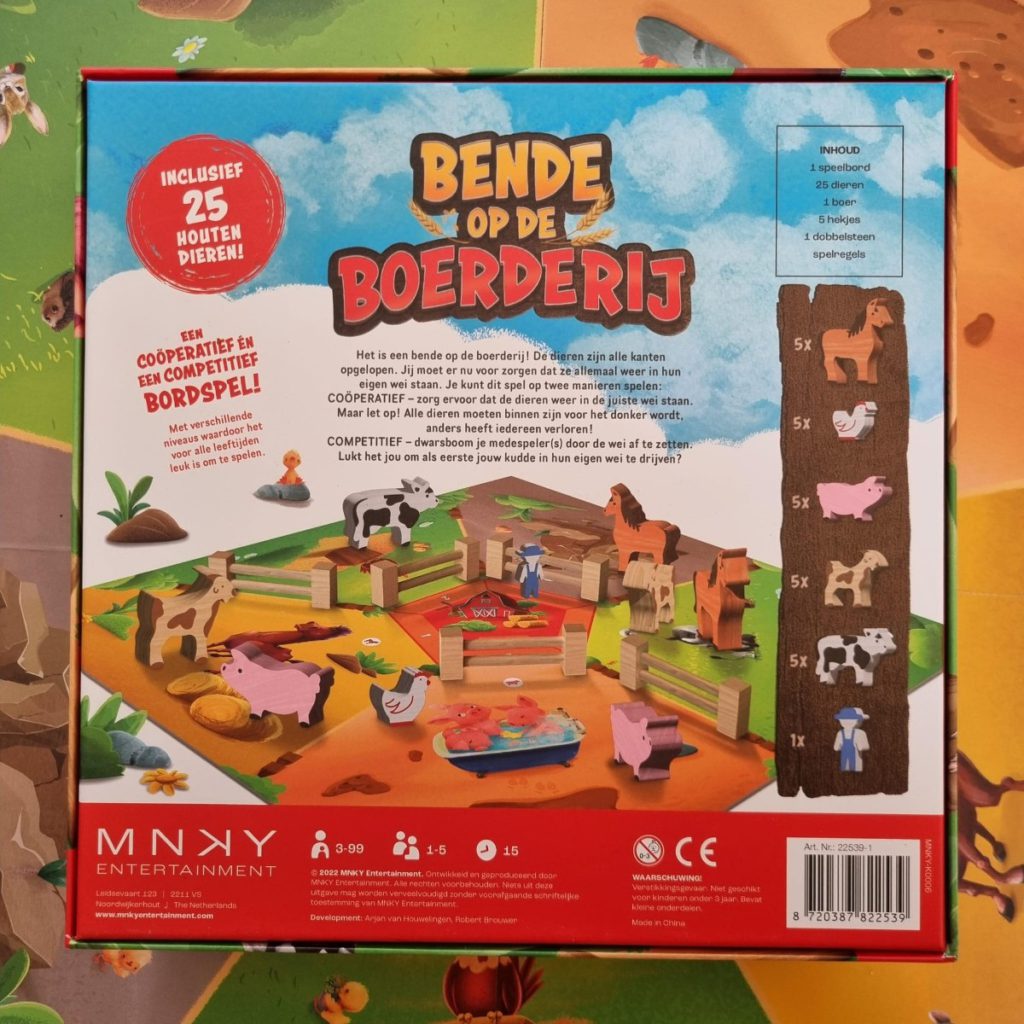 INCLUSIEF
25
HOUTEN
DIEREN!
BENDE
OP DE
BOERDERIJ
INHOUD
1 speelbord
25 dieren
1 boer
5 hekjes
1 dobbelsteen
spelregels
EEN
COÖPERATIEF ÉN
EEN COMPETITIEF
BORDSPEL!
Met verschillende
niveaus waardoor het
voor alle leeftijden
leuk is om te spelen.
Het is een bende op de boerderij! De dieren zijn alle kanten
opgelopen. Jij moet er nu voor zorgen dat ze allemaal weer in hun
eigen wei staan. Je kunt dit spel op twee manieren spelen:
COÖPERATIEF – zorg ervoor dat de dieren weer in de juiste wei staan.
Maar let op! Alle dieren moeten binnen zijn voor het donker wordt,
anders heeft iedereen verloren!
COMPETITIEF – dwarsboom je medespeler(s) door de wei af te zetten.
Lukt het jou om als eerste jouw kudde in hun eigen wei te drijven?
5x
5x
5x
5x
5x
1x
MNKY
ENTERTAINMENT
Leidsevaart 123 | 2211 VS
Noordwijkerhout | The Netherlands
www.mnkyentertainment.com
3-99
1-5
15
© 2022 MNKY Entertainment. Ontwikkeld en geproduceerd door
MNKY Entertainment. Alle rechten voorbehouden. Niets uit deze
uitgave mag worden verveelvoudigd zonder voorafgaande schriftelijke
toestemming van MNKY Entertainment.
Development: Arjan van Houwelingen, Robert Brouwer
0-3
CE
WAARSCHUWING!
Verstikkingsgevaar. Niet geschikt
voor kinderen onder 3 jaar. Bevat
kleine onderdelen.
Made in China
Art. Nr.: 22539-1
8 720387 822539
MNKY-K0006